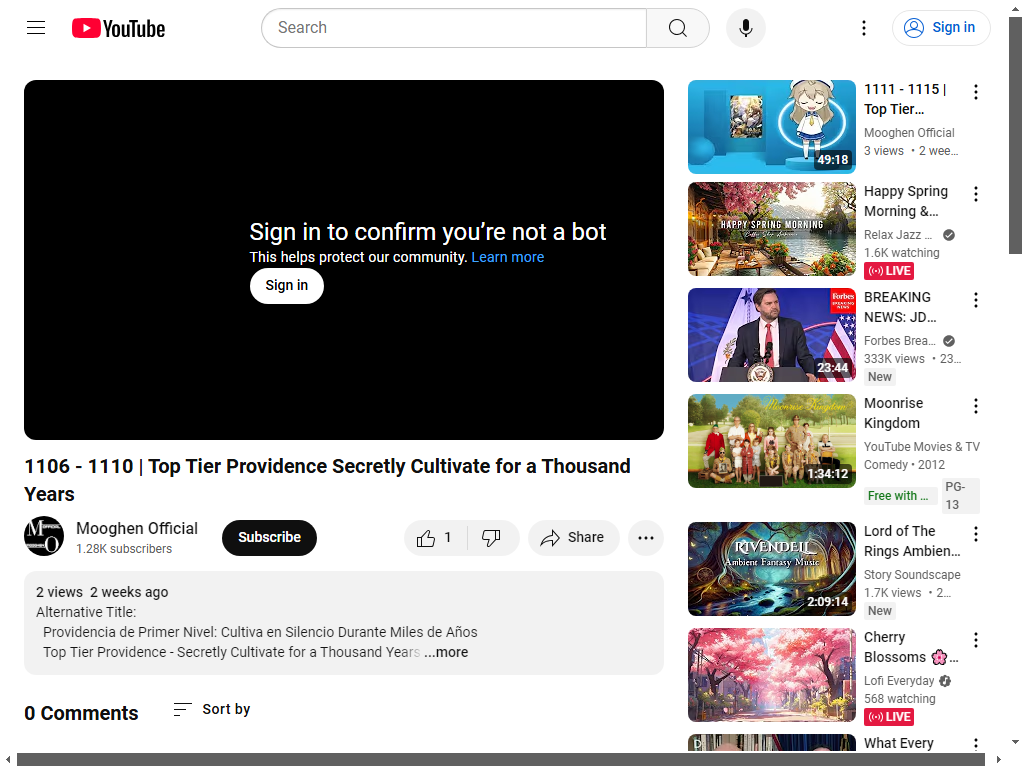 YouTube
Search
Sign in
Sign in to confirm you’re not a bot
This helps protect our community. Learn more
Sign in
1106 - 1110 | Top Tier Providence Secretly Cultivate for a Thousand
Years
Mooghen Official
1.28K subscribers
Subscribe
1
Share
2 views 2 weeks ago
Alternative Title:
Providencia de Primer Nivel: Cultiva en Silencio Durante Miles de Años
Top Tier Providence - Secretly Cultivate for a Thousand Years ...more
0 Comments
Sort by
49:18
1111 - 1115 |
Top Tier…
Mooghen Official
3 views • 2 wee…
HAPPY SPRING MORNING
Happy Spring
Morning &…
Relax Jazz …
1.6K watching
LIVE
Forbes
BREAKING NEWS
23:44
BREAKING
NEWS: JD…
Forbes Brea…
333K views • 23…
New
Moonrise Kingdom
1:34:12
Moonrise
Kingdom
YouTube Movies & TV
Comedy • 2012
Free with …
PG-
13
RIVENDELL
Ambient Fantasy Music
2:09:14
Lord of The
Rings Ambien…
Story Soundscape
1.7K views • 2…
New
Cherry
Blossoms 🌸…
Lofi Everyday
568 watching
LIVE
What Every